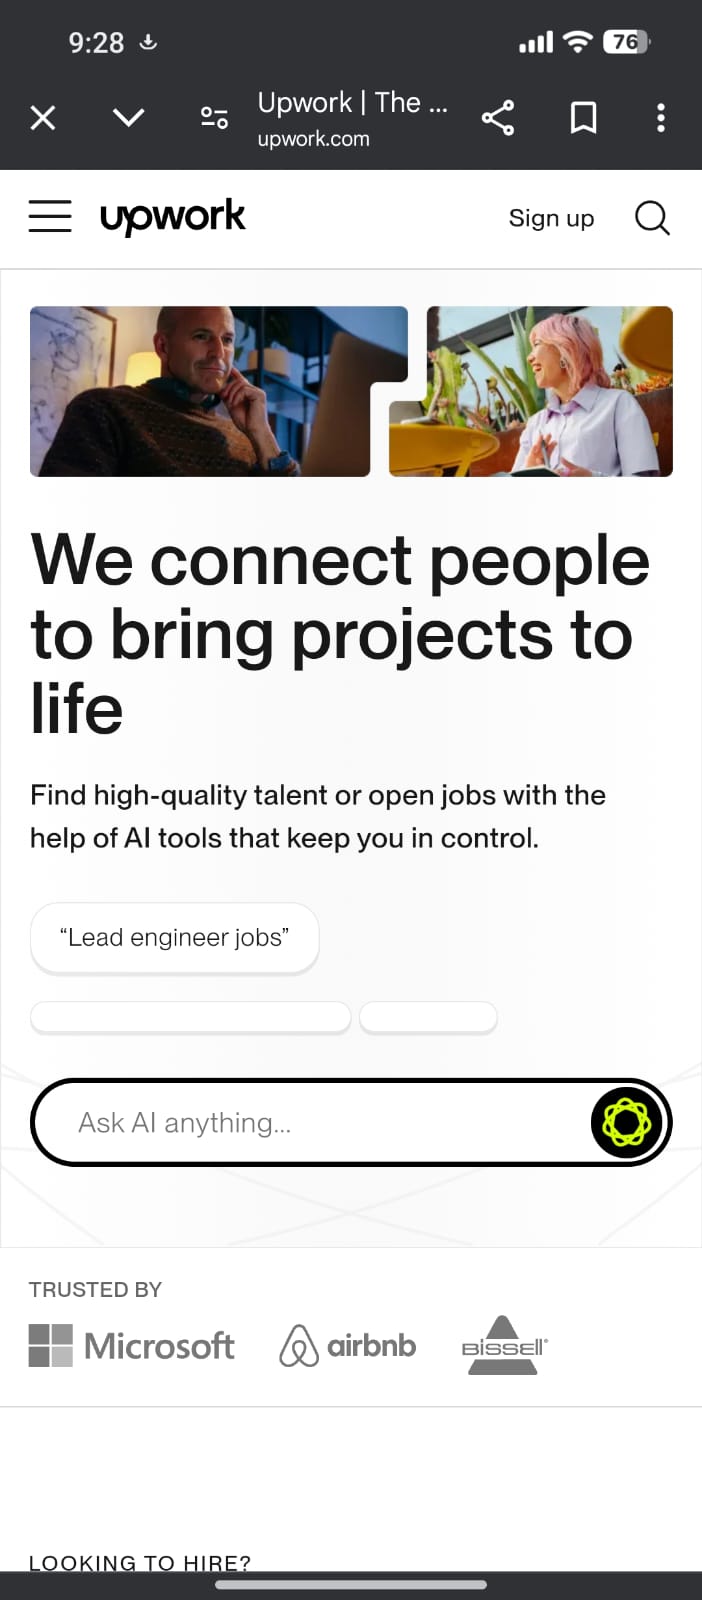 9:28
76
Upwork | The ...
upwork.com
upwork
Sign up
We connect people
to bring projects to
life
Find high-quality talent or open jobs with the
help of AI tools that keep you in control.
“Lead engineer jobs”
Ask AI anything...
TRUSTED BY
Microsoft
airbnb
BISSELL®
LOOKING TO HIRE?